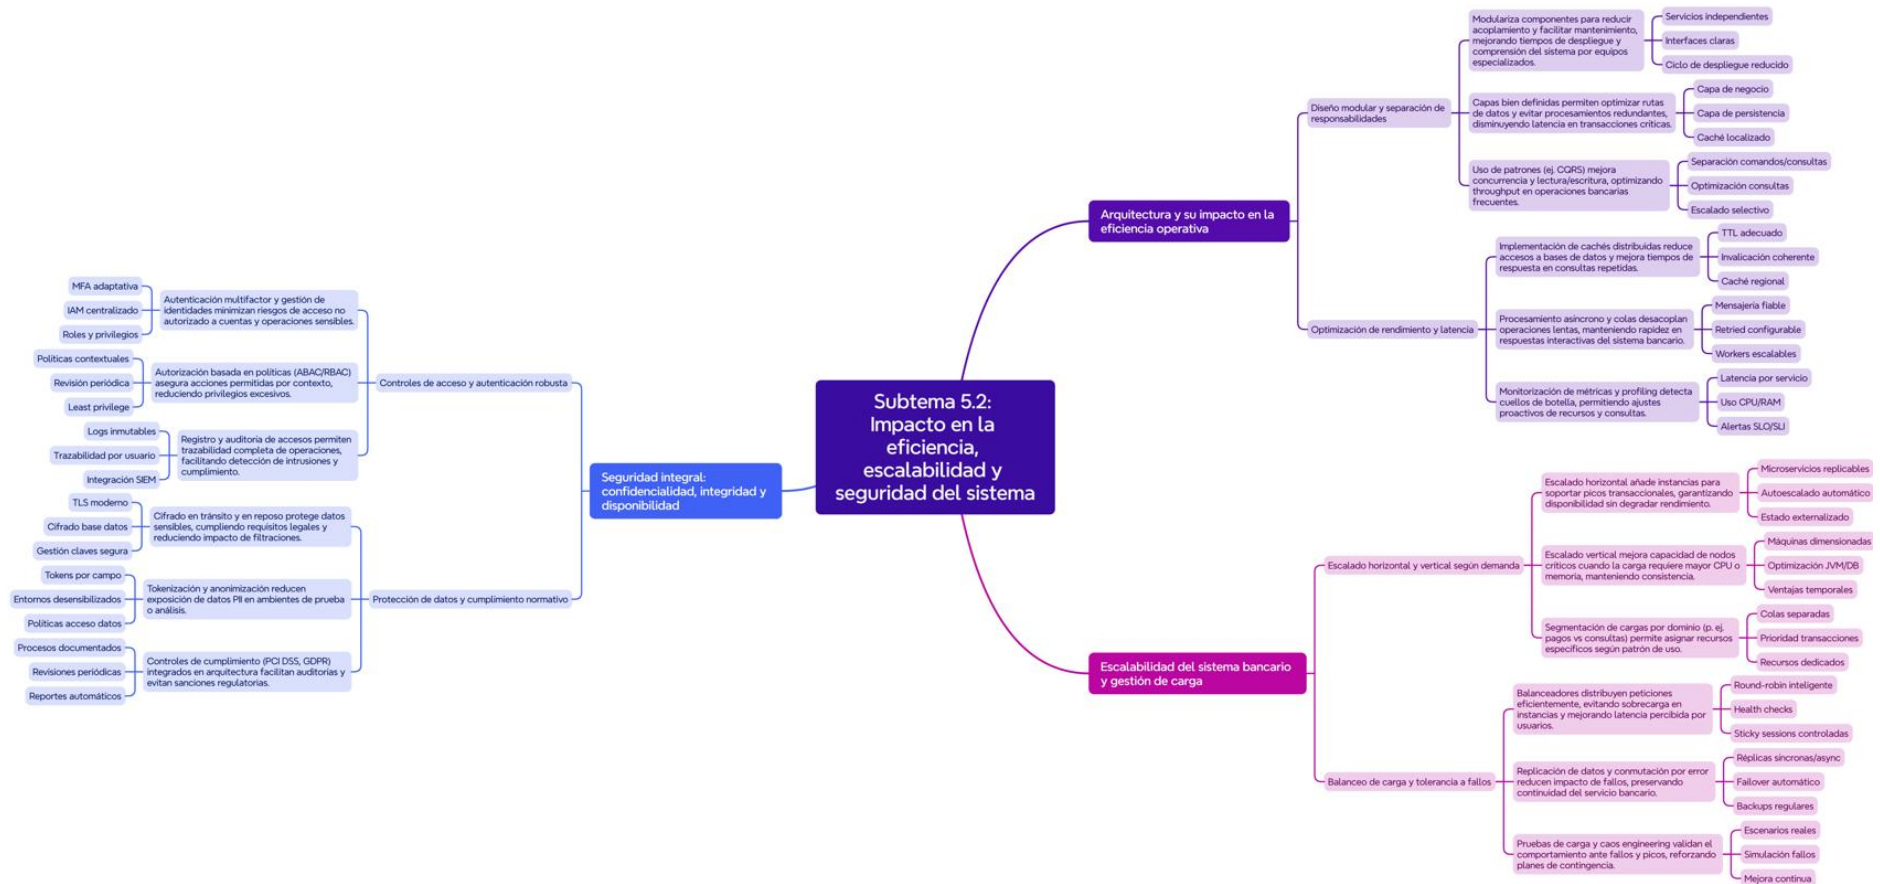 Subtema 5.2:
Impacto en la
eficiencia,
escalabilidad y
seguridad del sistema
Arquitectura y su impacto en la
eficiencia operativa
Diseño modular y separación de
responsabilidades
Modulariza componentes para reducir
acoplamiento y facilitar mantenimiento,
mejorando tiempos de despliegue y
comprensión del sistema por equipos
especializados.
Servicios independientes
Interfaces claras
Ciclo de despliegue reducido
Capas bien definidas permiten optimizar rutas
de datos y evitar procesamientos redundantes,
disminuyendo latencia en transacciones críticas.
Capa de negocio
Capa de persistencia
Caché localizado
Uso de patrones (ej. CQRS) mejora
concurrencia y lectura/escritura, optimizando
throughput en operaciones bancarias
frecuentes.
Separación comandos/consultas
Optimización consultas
Escalado selectivo
Optimización de rendimiento y latencia
Implementación de cachés distribuidas reduce
accesos a bases de datos y mejora tiempos de
respuesta en consultas repetidas.
TTL adecuado
Invalicación coherente
Caché regional
Procesamiento asíncrono y colas desacoplan
operaciones lentas, manteniendo rapidez en
respuestas interactivas del sistema bancario.
Mensajería fiable
Retried configurable
Workers escalables
Monitorización de métricas y profiling detecta
cuellos de botella, permitiendo ajustes
proactivos de recursos y consultas.
Latencia por servicio
Uso CPU/RAM
Alertas SLO/SLI
Escalabilidad del sistema bancario
y gestión de carga
Escalado horizontal y vertical según demanda
Escalado horizontal añade instancias para
soportar picos transaccionales, garantizando
disponibilidad sin degradar rendimiento.
Microservicios replicables
Autoescalado automático
Estado externalizado
Escalado vertical mejora capacidad de nodos
críticos cuando la carga requiere mayor CPU o
memoria, manteniendo consistencia.
Máquinas dimensionadas
Optimización JVM/DB
Ventajas temporales
Segmentación de cargas por dominio (p. ej.
pagos vs consultas) permite asignar recursos
específicos según patrón de uso.
Colas separadas
Prioridad transacciones
Recursos dedicados
Balanceo de carga y tolerancia a fallos
Balanceadores distribuyen peticiones
eficientemente, evitando sobrecarga en
instancias y mejorando latencia percibida por
usuarios.
Round-robin inteligente
Health checks
Sticky sessions controladas
Replicación de datos y conmutación por error
reducen impacto de fallos, preservando
continuidad del servicio bancario.
Réplicas síncronas/async
Failover automático
Backups regulares
Pruebas de carga y caos engineering validan el
comportamiento ante fallos y picos, reforzando
planes de contingencia.
Escenarios reales
Simulación fallos
Mejora continua
Seguridad integral:
confidencialidad, integridad y
disponibilidad
Controles de acceso y autenticación robusta
Autenticación multifactor y gestión de
identidades minimizan riesgos de acceso no
autorizado a cuentas y operaciones sensibles.
MFA adaptativa
IAM centralizado
Roles y privilegios
Autorización basada en políticas (ABAC/RBAC)
asegura acciones permitidas por contexto,
reduciendo privilegios excesivos.
Políticas contextuales
Revisión periódica
Least privilege
Registro y auditoría de accesos permiten
trazabilidad completa de operaciones,
facilitando detección de intrusiones y
cumplimiento.
Logs inmutables
Trazabilidad por usuario
Integración SIEM
Protección de datos y cumplimiento normativo
Cifrado en tránsito y en reposo protege datos
sensibles, cumpliendo requisitos legales y
reduciendo impacto de filtraciones.
TLS moderno
Cifrado base datos
Gestión claves segura
Tokenización y anonimización reducen
exposición de datos PII en ambientes de prueba
o análisis.
Tokens por campo
Entornos desensibilizados
Políticas acceso datos
Controles de cumplimiento (PCI DSS, GDPR)
integrados en arquitectura facilitan auditorías y
evitan sanciones regulatorias.
Procesos documentados
Revisiones periódicas
Reportes automáticos